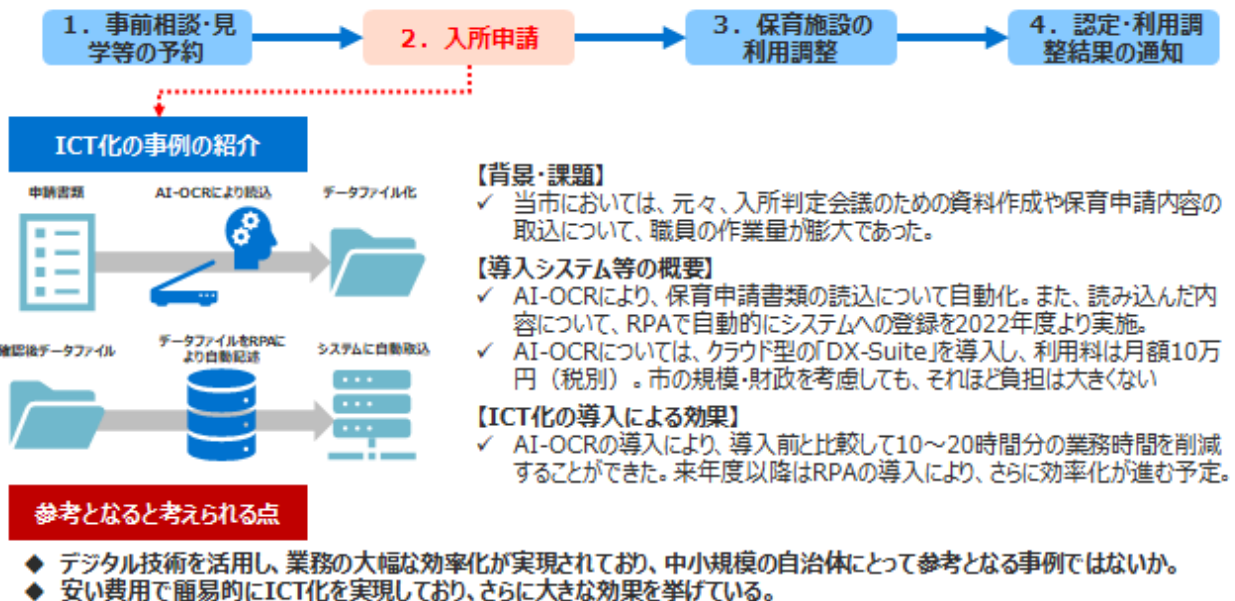 1．事前相談・見
学等の予約
2．入所申請
3．保育施設の
利用調整
4．認定・利用調
整結果の通知
ICT化の事例の紹介
申請書類
AI-OCRにより読込
データファイル化
確認後データファイル
データファイルをRPAに
より自動記述
システムに自動取込
【背景・課題】
✓ 当市においては、元々、入所判定会議のための資料作成や保育申請内容の
取込について、職員の作業量が膨大であった。
【導入システム等の概要】
✓ AI-OCRにより、保育申請書類の読込について自動化。また、読み込んだ内
容について、RPAで自動的にシステムへの登録を2022年度より実施。
✓ AI-OCRについては、クラウド型の「DX-Suite」を導入し、利用料は月額10万
円（税別）。市の規模・財政を考慮しても、それほど負担は大きくない
【ICT化の導入による効果】
✓ AI-OCRの導入により、導入前と比較して10～20時間分の業務時間を削減
することができた。来年度以降はRPAの導入により、さらに効率化が進む予定。
参考となると考えられる点
◆ デジタル技術を活用し、業務の大幅な効率化が実現されており、中小規模の自治体にとって参考となる事例ではないか。
◆ 安い費用で簡易的にICT化を実現しており、さらに大きな効果を挙げている。